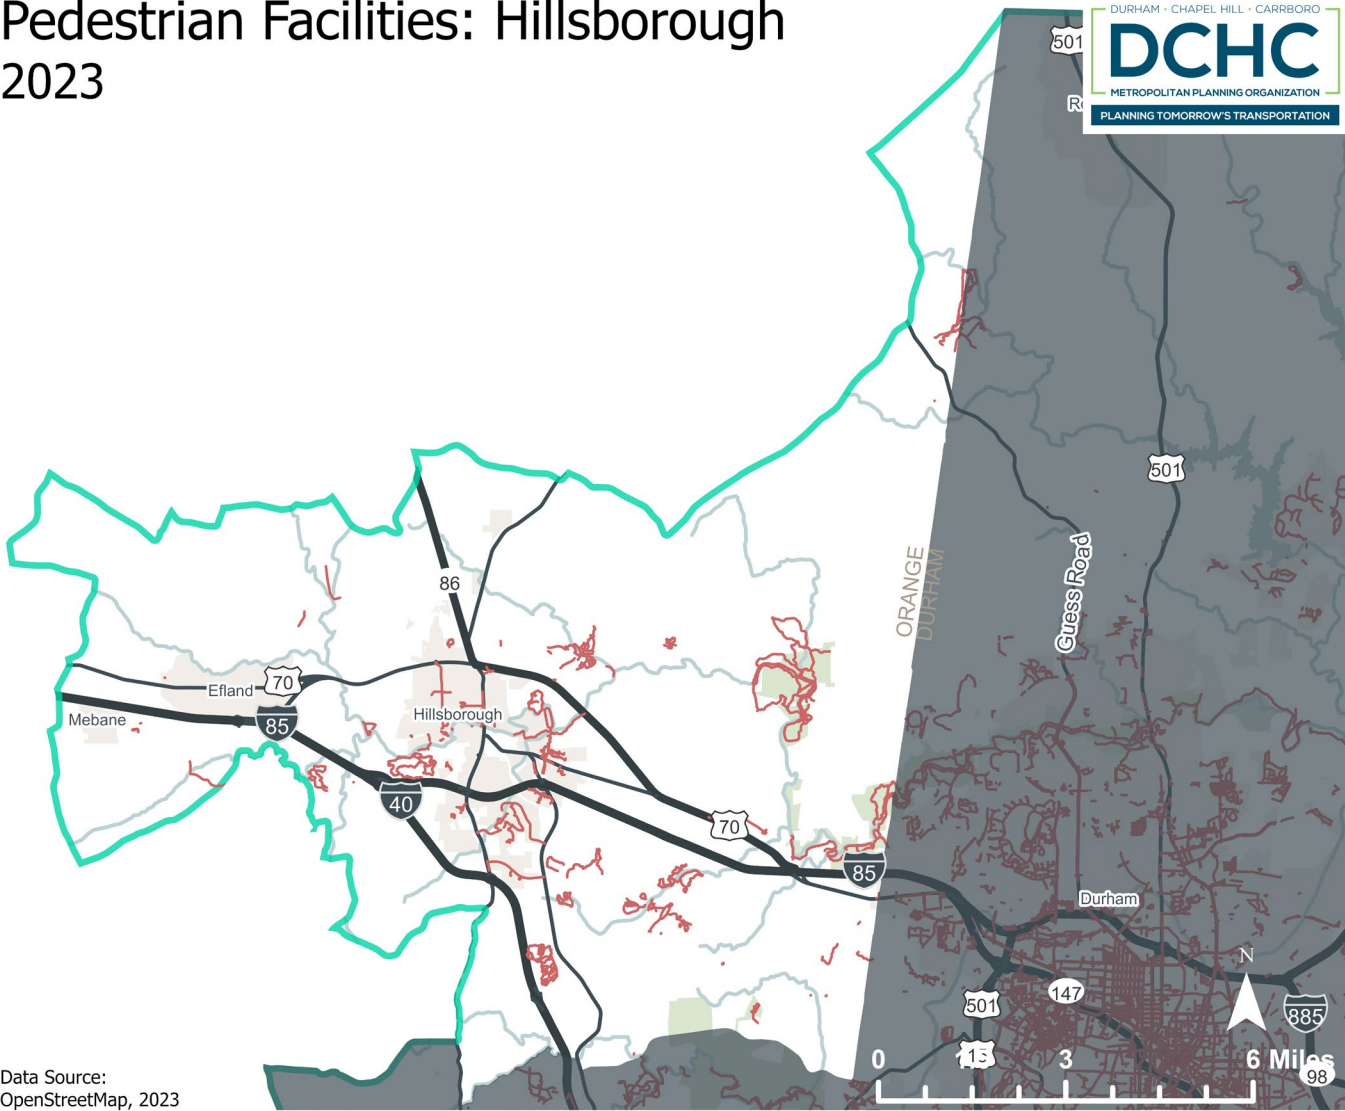 Pedestrian Facilities: Hillsborough
2023
DURHAM · CHAPEL HILL · CARRBORO
DCHC
METROPOLITAN PLANNING ORGANIZATION
PLANNING TOMORROW'S TRANSPORTATION
501
501
86
ORANGE
DURHAM
Guess Road
Efland
70
Mebane
85
Hillsborough
40
70
85
Durham
N
147
501
885
15
0
3
6 Miles
98
Data Source:
OpenStreetMap, 2023